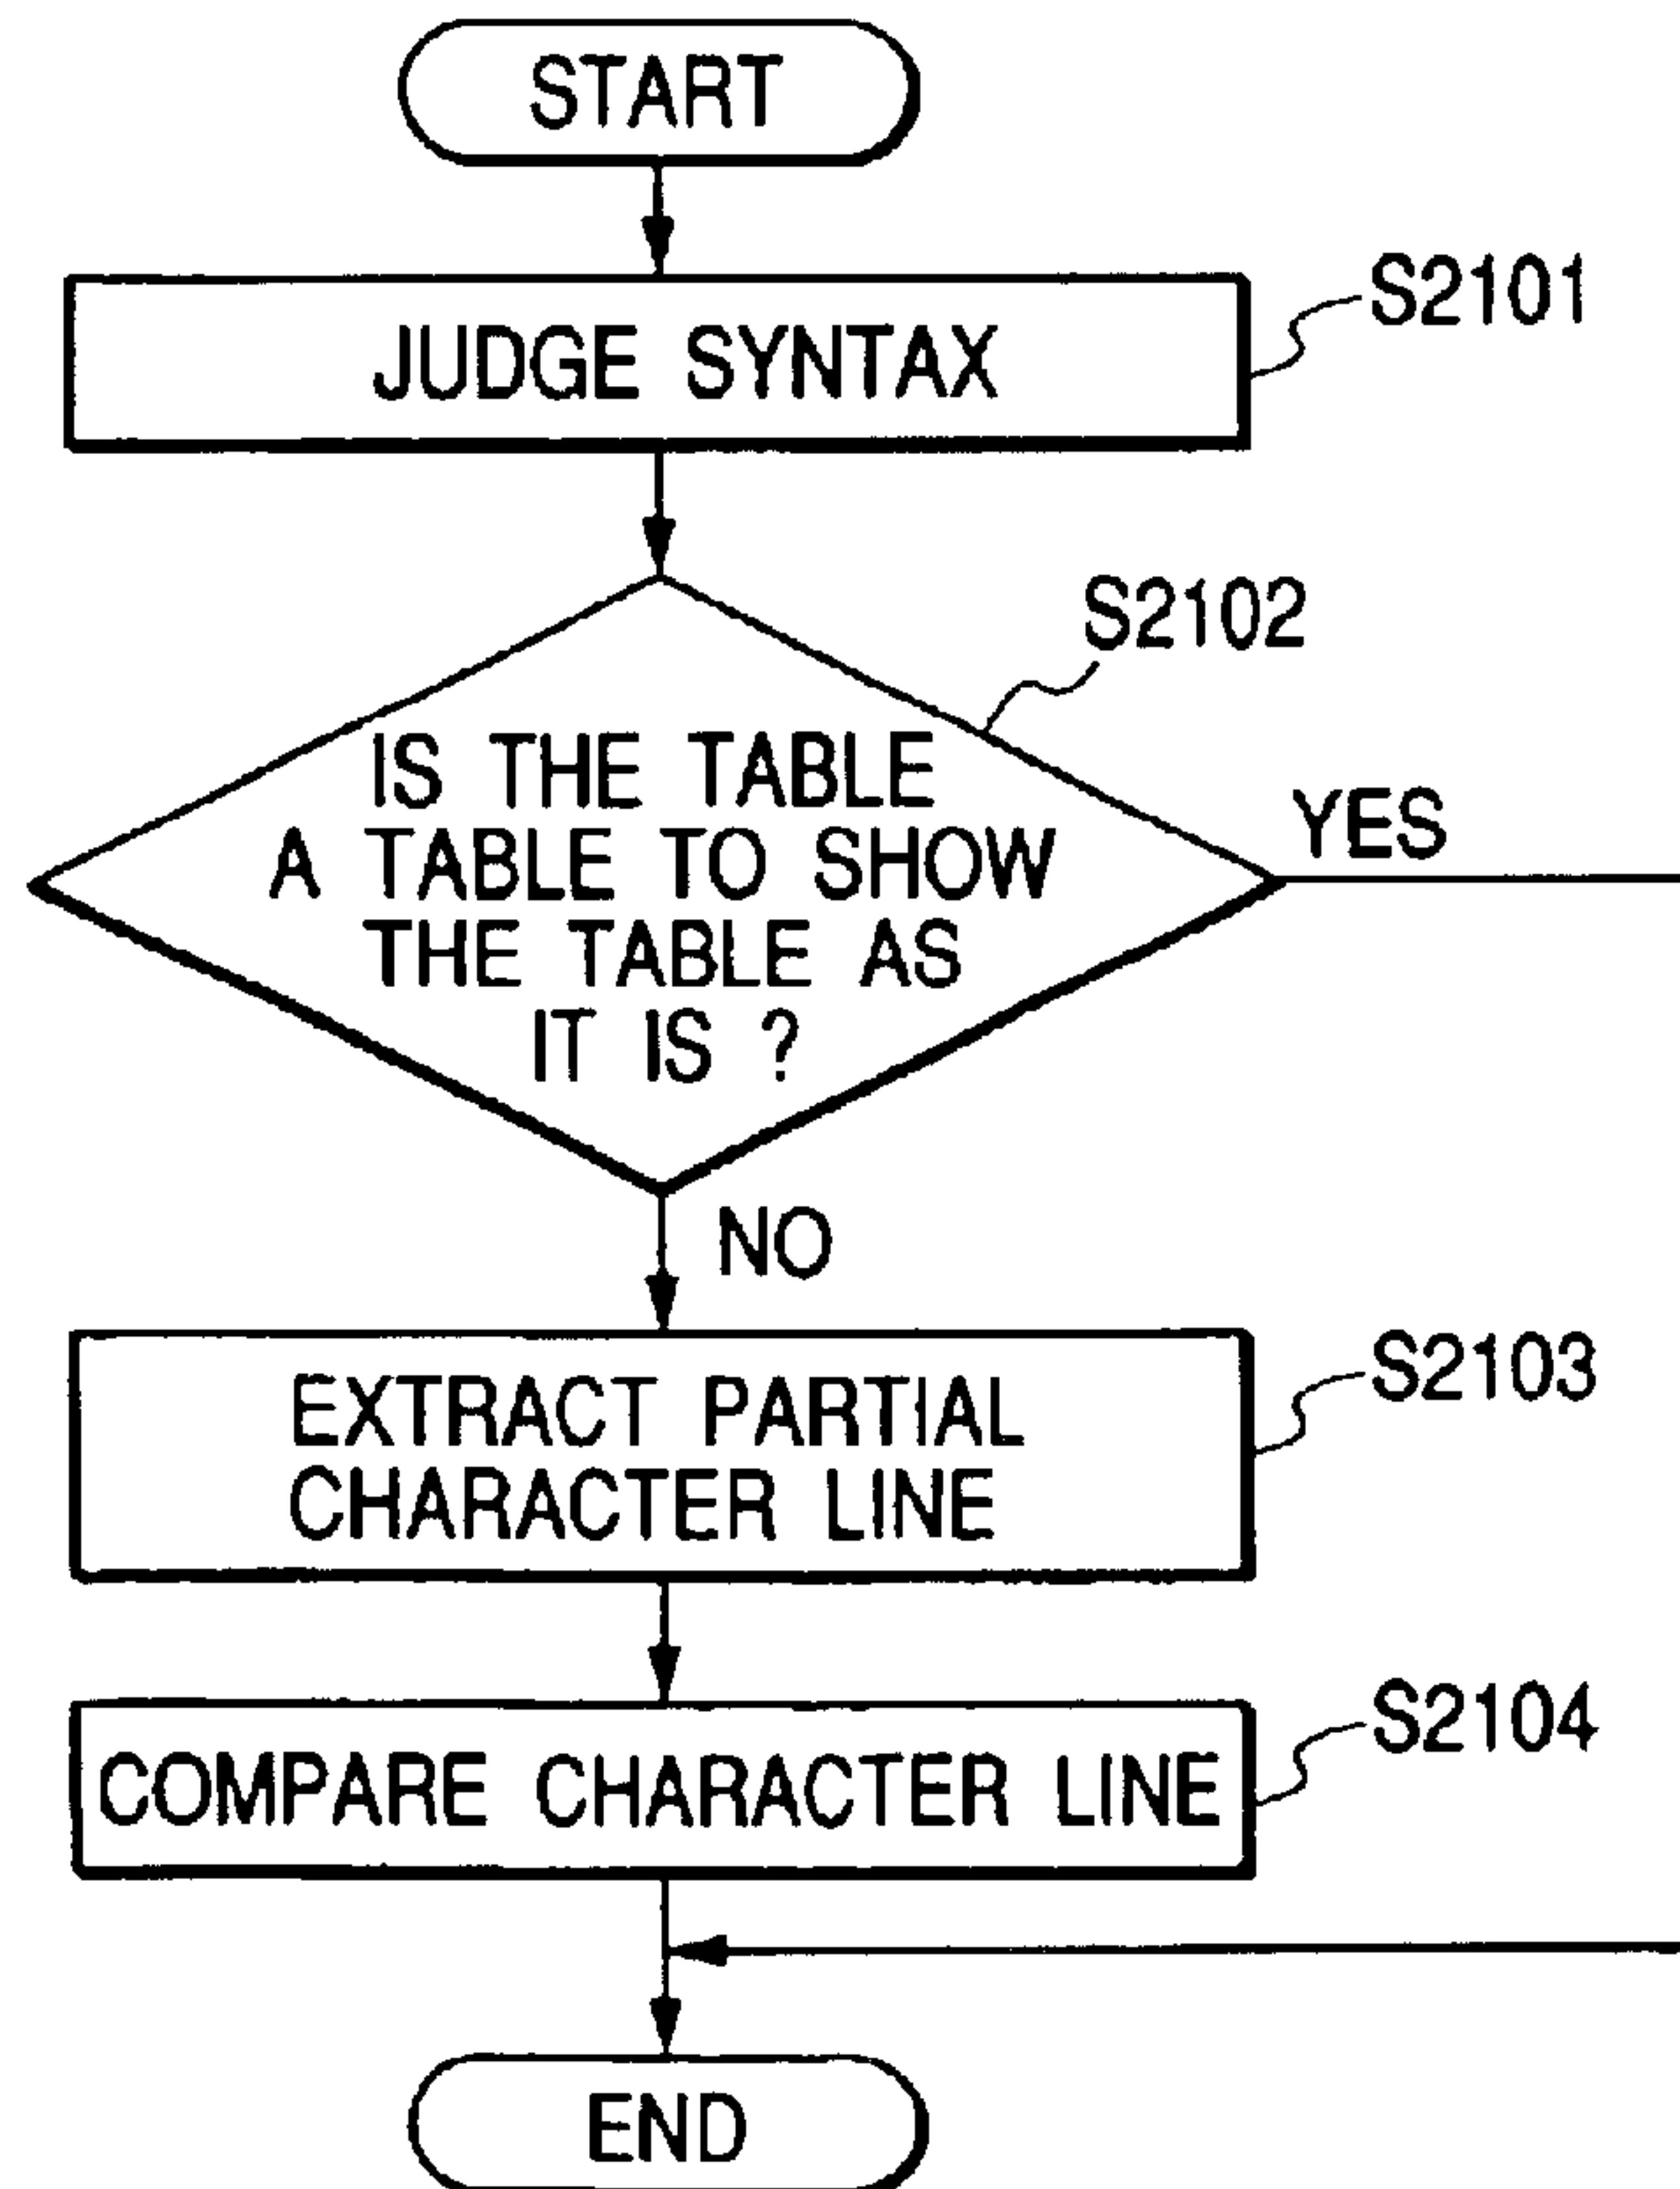 START
JUDGE SYNTAX
S2101
S2102
IS THE TABLE
A TABLE TO SHOW
THE TABLE AS
IT IS ?
YES
NO
EXTRACT PARTIAL
CHARACTER LINE
S2103
COMPARE CHARACTER LINE
S2104
END